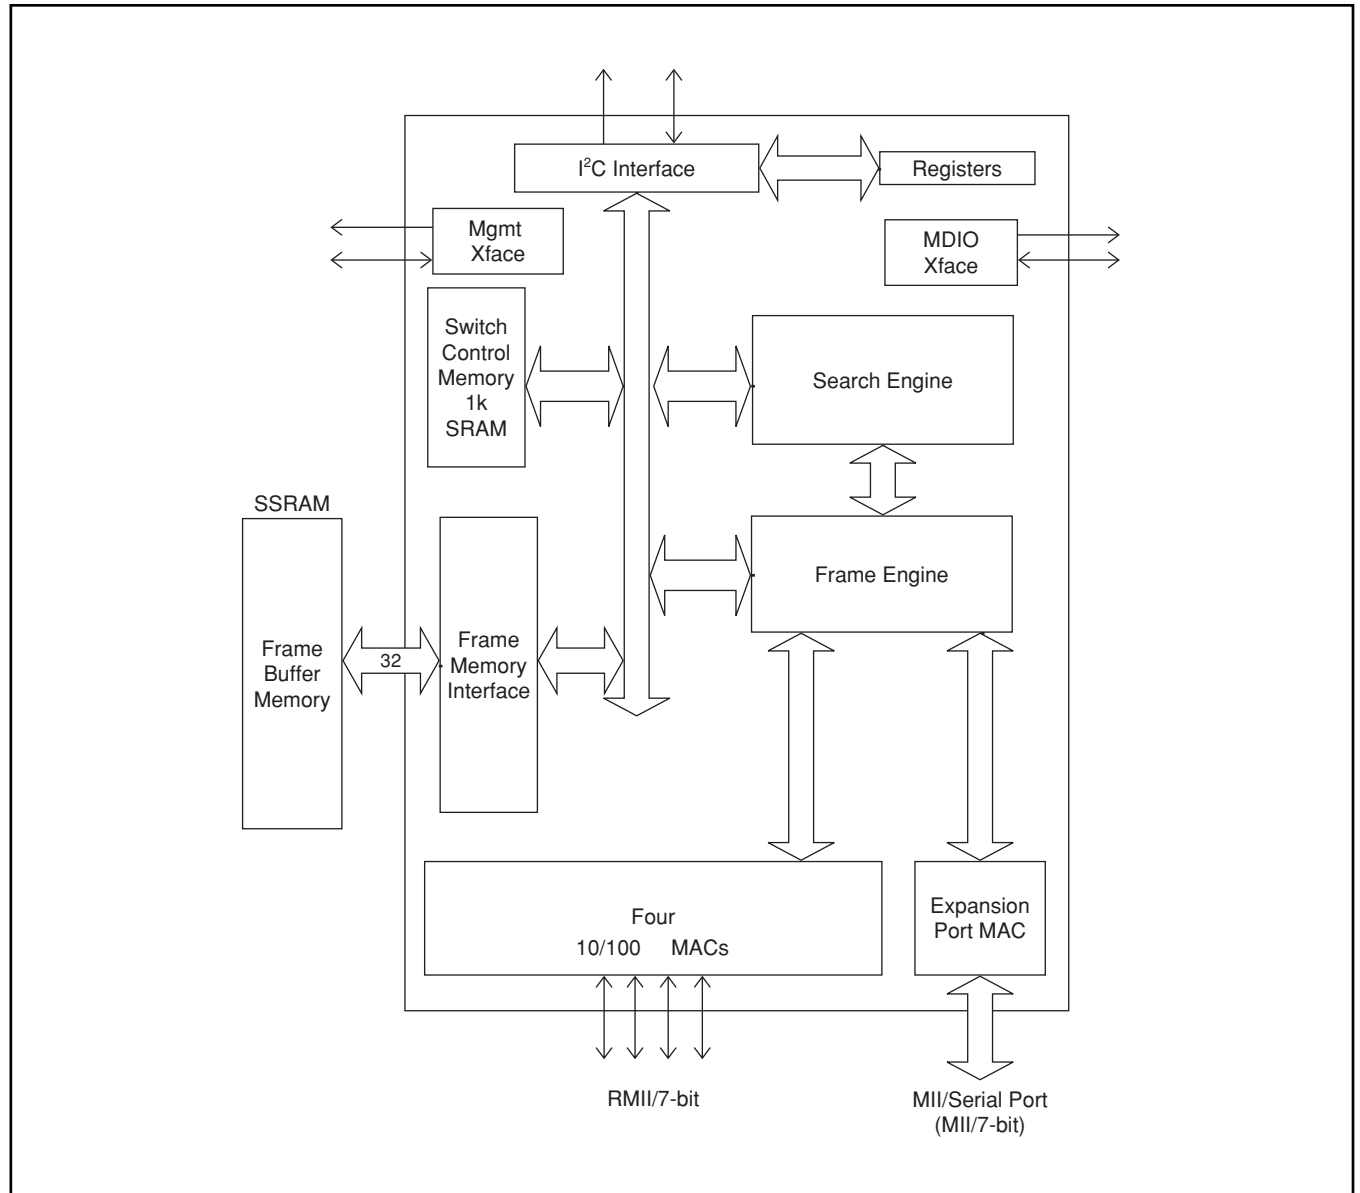 I²C Interface
Registers
Mgmt
Xface
MDIO
Xface
Switch
Control
Memory
1k
SRAM
Search Engine
SSRAM
Frame
Buffer
Memory
32
Frame
Memory
Interface
Frame Engine
Four
10/100 MACs
Expansion
Port MAC
RMII/7-bit
MII/Serial Port
(MII/7-bit)